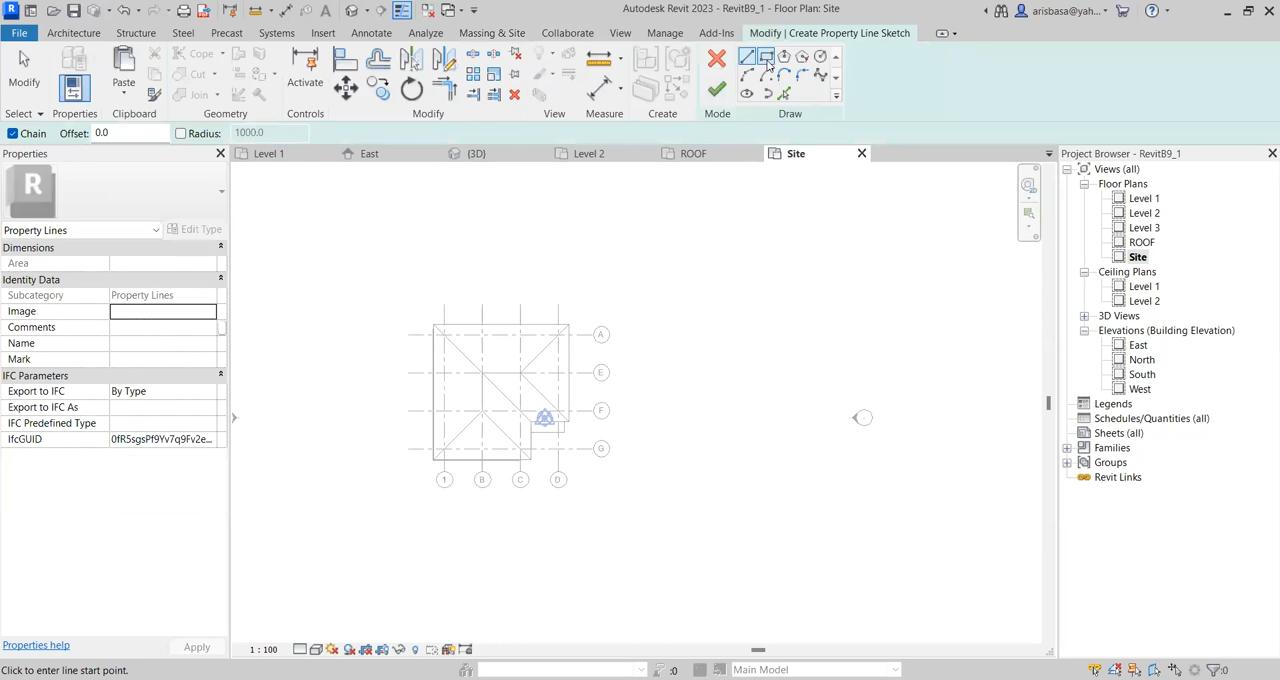 Autodesk Revit 2023 - RevitB9_1 - Floor Plan: Site
arisbasa@yah...
File Architecture Structure Steel Precast Systems Insert Annotate Analyze Massing & Site Collaborate View Manage Add-Ins Modify | Create Property Line Sketch
Modify
Paste
Cope
Cut
Join
Activate
Select Properties Clipboard Geometry Controls Modify View Measure Create Mode Draw
Chain Offset: 0.0 Radius: 1000.0
Properties
Level 1 East {3D} Level 2 ROOF Site
Project Browser - RevitB9_1
R
Property Lines Edit Type
Dimensions
Area
Identity Data
Subcategory Property Lines
Image
Comments
Name
Mark
IFC Parameters
Export to IFC By Type
Export to IFC As
IFC Predefined Type
IfcGUID 0fR5sgsPf9Yv7q9Fv2e...
Properties help Apply
A
E
F
G
1 B C D
Views (all)
Floor Plans
Level 1
Level 2
Level 3
ROOF
Site
Ceiling Plans
Level 1
Level 2
3D Views
Elevations (Building Elevation)
East
North
South
West
Legends
Schedules/Quantities (all)
Sheets (all)
Families
Groups
Revit Links
1 : 100
Click to enter line start point.
:0
Main Model
:0